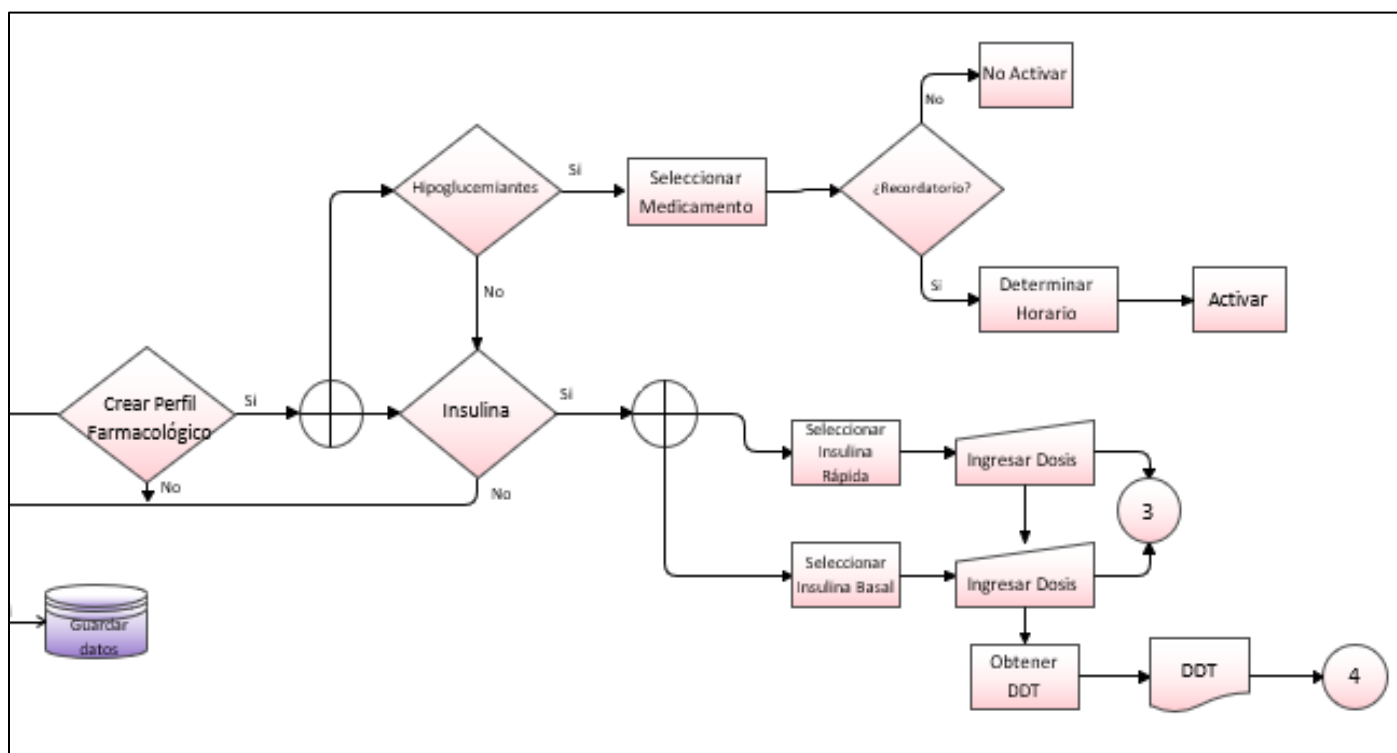 No Activar
No
Hipoglucemiantes
Si
Seleccionar
Medicamento
¿Recordatorio?
No
Si
Determinar
Horario
Activar
Crear Perfil
Farmacológico
Si
No
Insulina
Si
No
Seleccionar
Insulina
Rápida
Ingresar Dosis
3
Seleccionar
Insulina Basal
Ingresar Dosis
Guardar
datos
Obtener
DDT
DDT
4